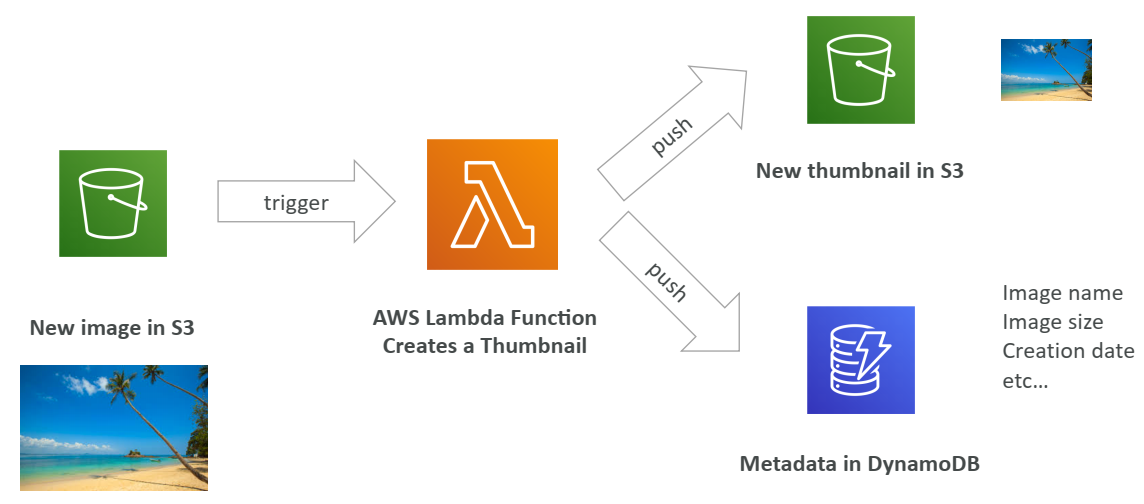 New image in S3
trigger
AWS Lambda Function
Creates a Thumbnail
push
New thumbnail in S3
push
Image name
Image size
Creation date
etc...
Metadata in DynamoDB